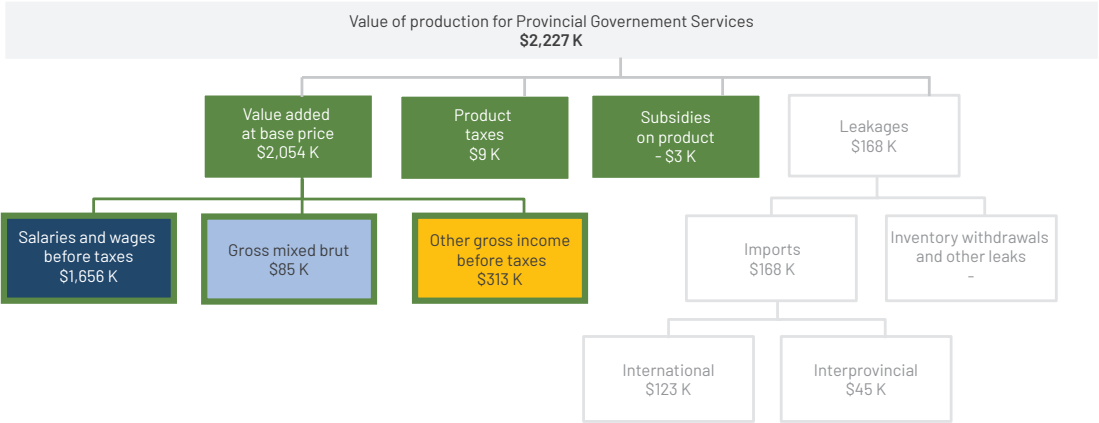 Value of production for Provincial Governement Services
$2,227 K
Value added
at base price
$2,054 K
Product
taxes
$9 K
Subsidies
on product
- $3 K
Leakages
$168 K
Salaries and wages
before taxes
$1,656 K
Gross mixed brut
$85 K
Other gross income
before taxes
$313 K
Imports
$168 K
Inventory withdrawals
and other leaks
-
International
$123 K
Interprovincial
$45 K